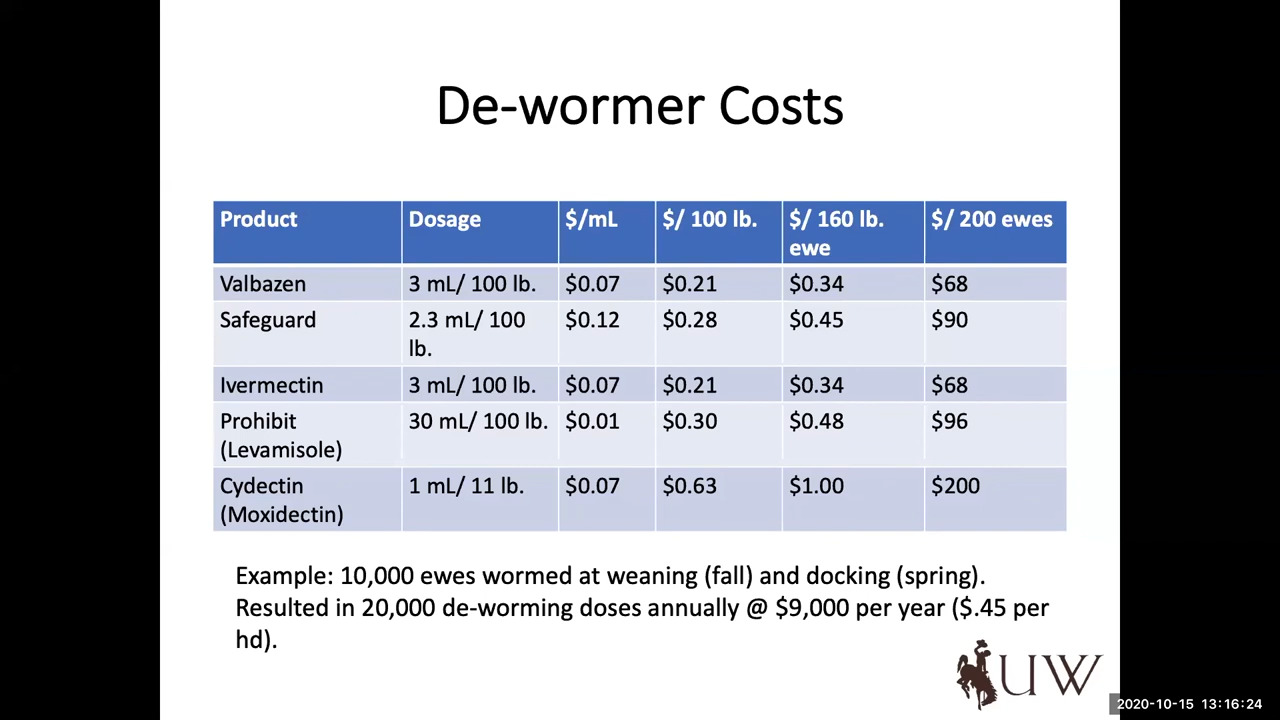 De-wormer Costs
Product Dosage $/mL $/ 100 lb. $/ 160 lb. ewe $/ 200 ewes
Valbazen 3 mL/ 100 lb. $0.07 $0.21 $0.34 $68
Safeguard 2.3 mL/ 100 lb. $0.12 $0.28 $0.45 $90
Ivermectin 3 mL/ 100 lb. $0.07 $0.21 $0.34 $68
Prohibit (Levamisole) 30 mL/ 100 lb. $0.01 $0.30 $0.48 $96
Cydectin (Moxidectin) 1 mL/ 11 lb. $0.07 $0.63 $1.00 $200
Example: 10,000 ewes wormed at weaning (fall) and docking (spring).
Resulted in 20,000 de-worming doses annually @ $9,000 per year ($.45 per
hd).
UW
2020-10-15 13:16:24